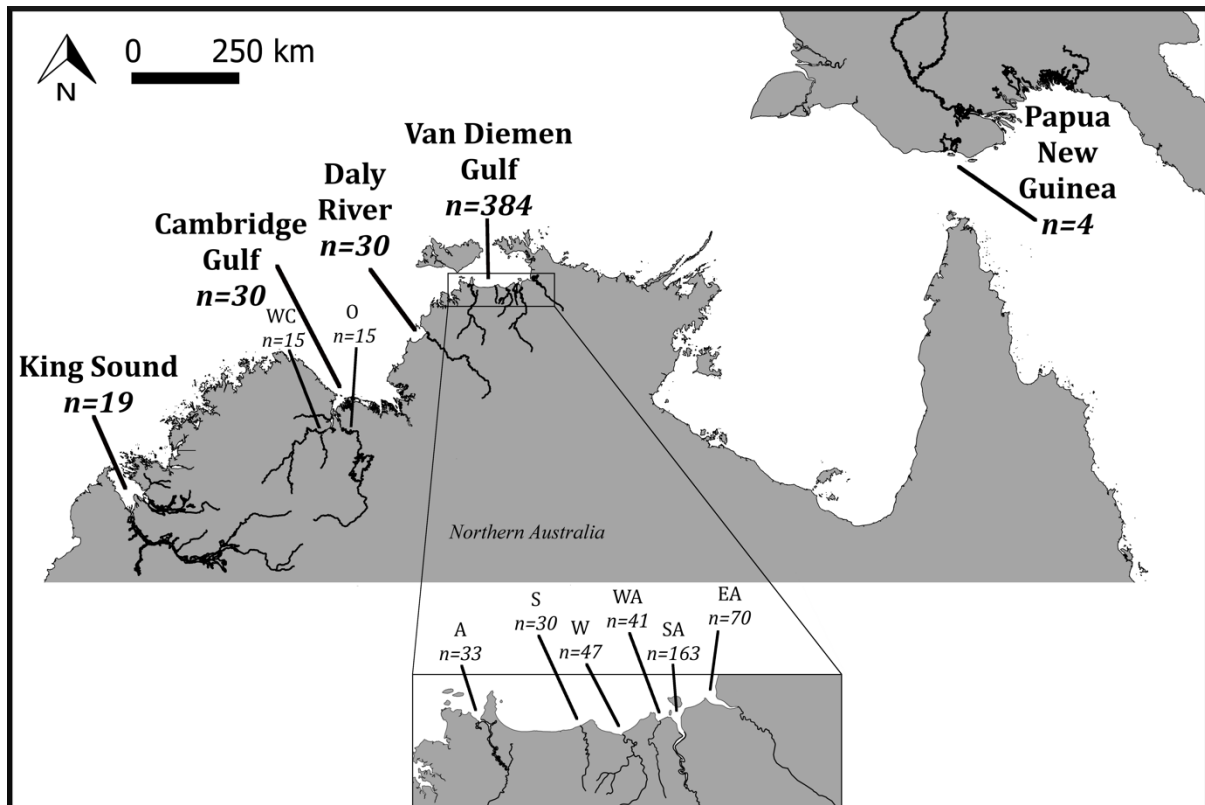 0 250 km
N
Van Diemen
Gulf
n=384
Papua
New
Guinea
n=4
Daly
River
n=30
Cambridge
Gulf
n=30
WC
n=15
O
n=15
King Sound
n=19
Northern Australia
A
n=33
S
n=30
W
n=47
WA
n=41
SA
n=163
EA
n=70